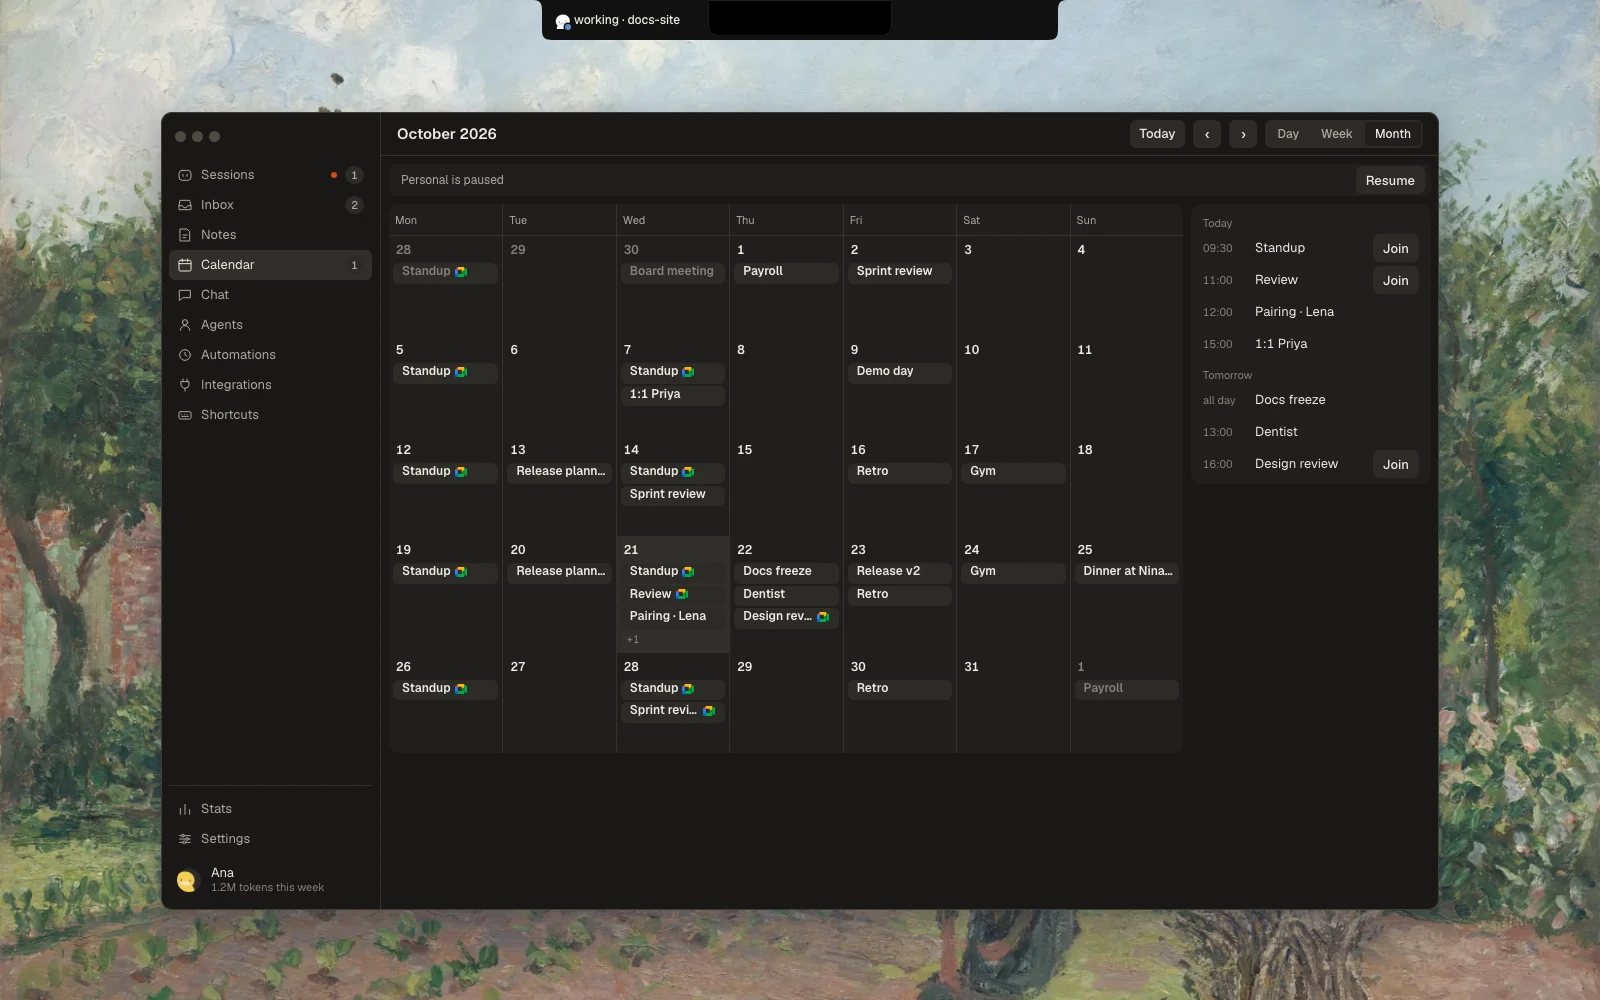 working · docs-site
October 2026
Today
‹
›
Day
Week
Month
Sessions
1
Inbox
2
Notes
Calendar
1
Chat
Agents
Automations
Integrations
Shortcuts
Stats
Settings
Ana
1.2M tokens this week
Personal is paused
Resume
Mon Tue Wed Thu Fri Sat Sun
28 29 30 1 2 3 4
Standup Board meeting Payroll Sprint review
5 6 7 8 9 10 11
Standup Standup Demo day
1:1 Priya
12 13 14 15 16 17 18
Standup Release plann... Standup Retro Gym
Sprint review
19 20 21 22 23 24 25
Standup Release plann... Standup Docs freeze Release v2 Gym Dinner at Nina...
Review Dentist Retro
Pairing · Lena Design rev...
+1
26 27 28 29 30 31 1
Standup Standup Retro Payroll
Sprint revi...
Today
09:30 Standup Join
11:00 Review Join
12:00 Pairing · Lena
15:00 1:1 Priya
Tomorrow
all day Docs freeze
13:00 Dentist
16:00 Design review Join